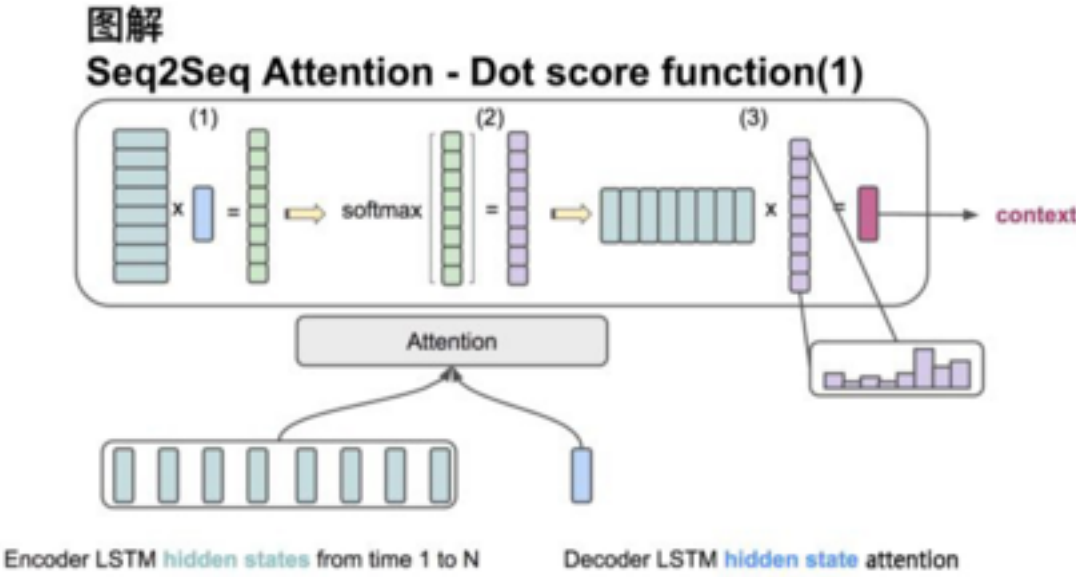 图解
Seq2Seq Attention - Dot score function(1)
(1) (2) (3)
x = softmax = x = context
Attention
Encoder LSTM hidden states from time 1 to N
Decoder LSTM hidden state attention